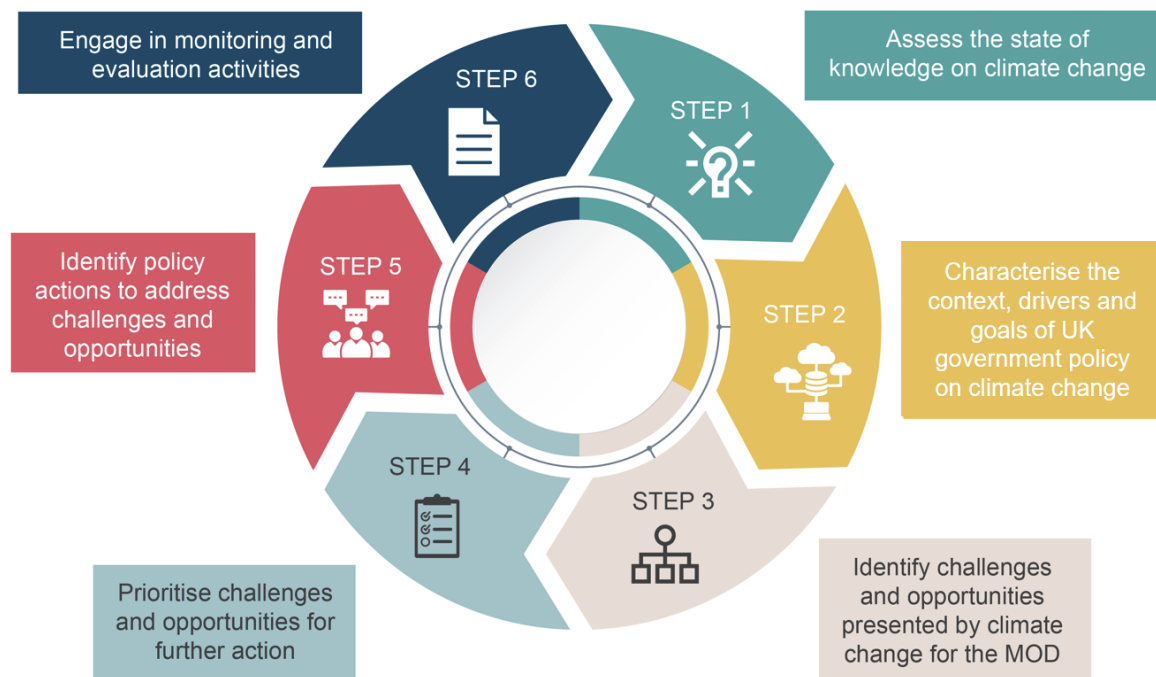 STEP 1
Assess the state of
knowledge on climate change
STEP 2
Characterise the
context, drivers and
goals of UK
government policy
on climate change
STEP 3
Identify challenges
and opportunities
presented by climate
change for the MOD
STEP 4
Prioritise challenges
and opportunities for
further action
STEP 5
Identify policy
actions to address
challenges and
opportunities
STEP 6
Engage in monitoring and
evaluation activities